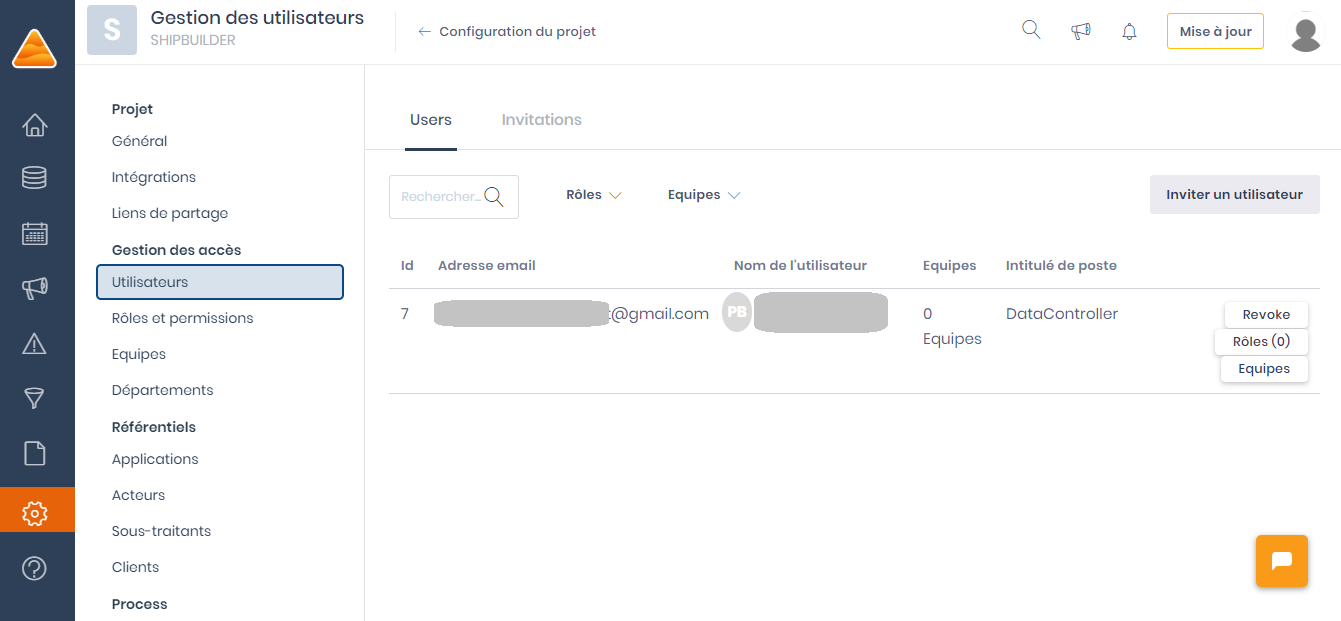 S
Gestion des utilisateurs
SHIPBUILDER
← Configuration du projet
Mise à jour
Projet
Général
Intégrations
Liens de partage
Gestion des accès
Utilisateurs
Rôles et permissions
Equipes
Départements
Référentiels
Applications
Acteurs
Sous-traitants
Clients
Process
Users Invitations
Rechercher... Rôles Equipes Inviter un utilisateur
Id Adresse email Nom de l'utilisateur Equipes Intitulé de poste
7 @gmail.com PB 0 DataController Revoke
Equipes Rôles (0)
Equipes